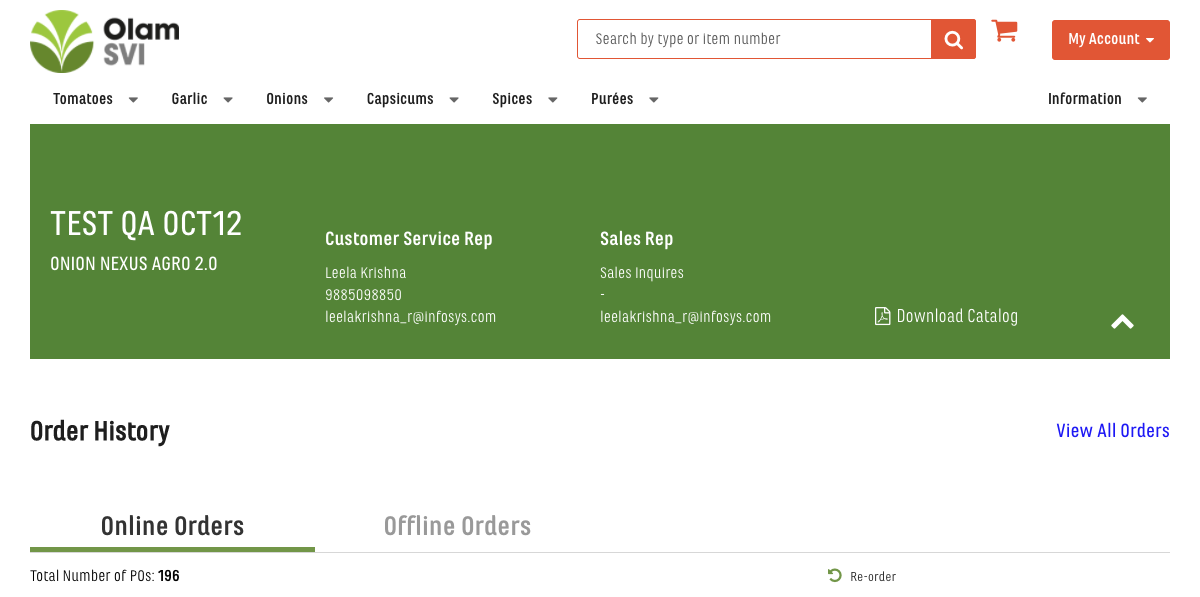 Olam
SVI
Search by type or item number
My Account
Tomatoes Garlic Onions Capsicums Spices Purées Information
TEST QA OCT12
ONION NEXUS AGRO 2.0
Customer Service Rep
Leela Krishna
9885098850
leelakrishna_r@infosys.com
Sales Rep
Sales Inquires
-
leelakrishna_r@infosys.com
Download Catalog
Order History
View All Orders
Online Orders Offline Orders
Total Number of POs: 196
Re-order